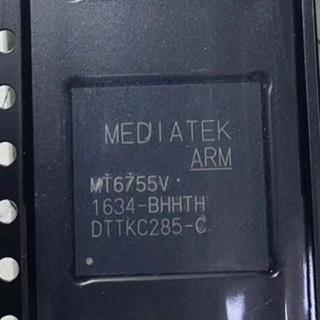 MEDIATEK
ARM
MT6755V
1634-BHHTH
DTTKC285-C